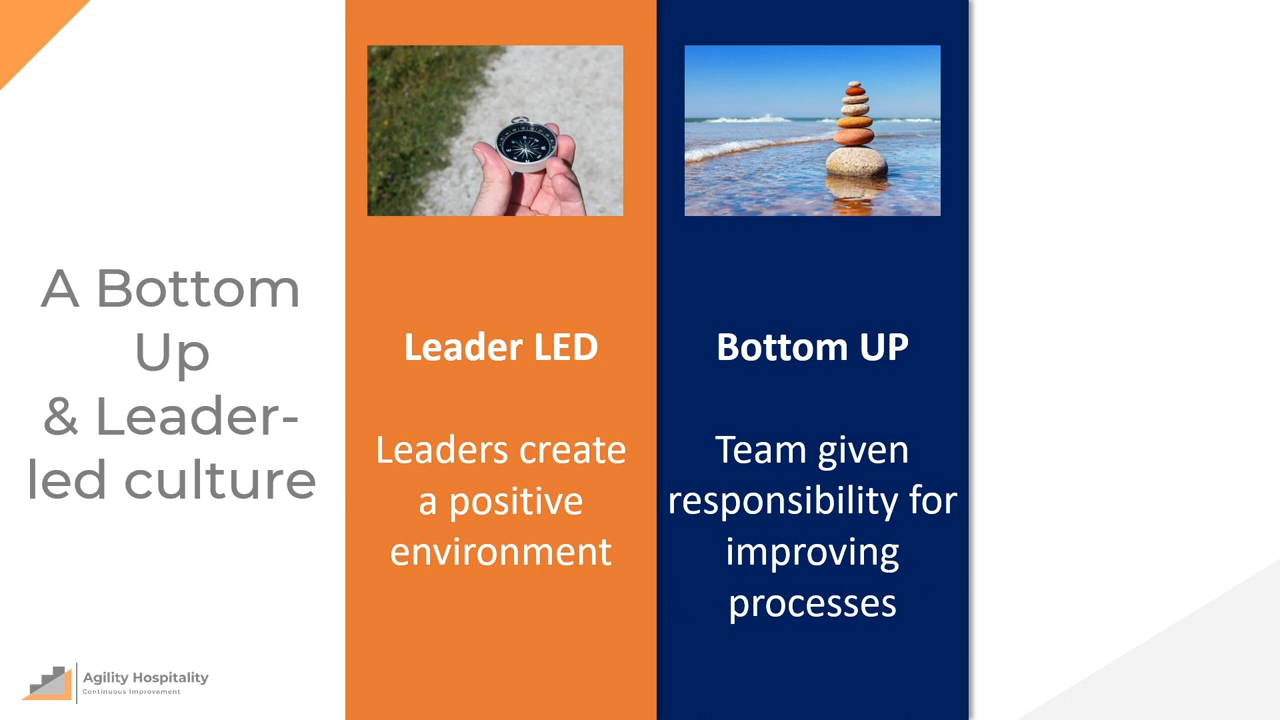 A Bottom
Up
& Leader-
led culture
Leader LED
Leaders create
a positive
environment
Bottom UP
Team given
responsibility for
improving
processes
Agility Hospitality
Continuous Improvement